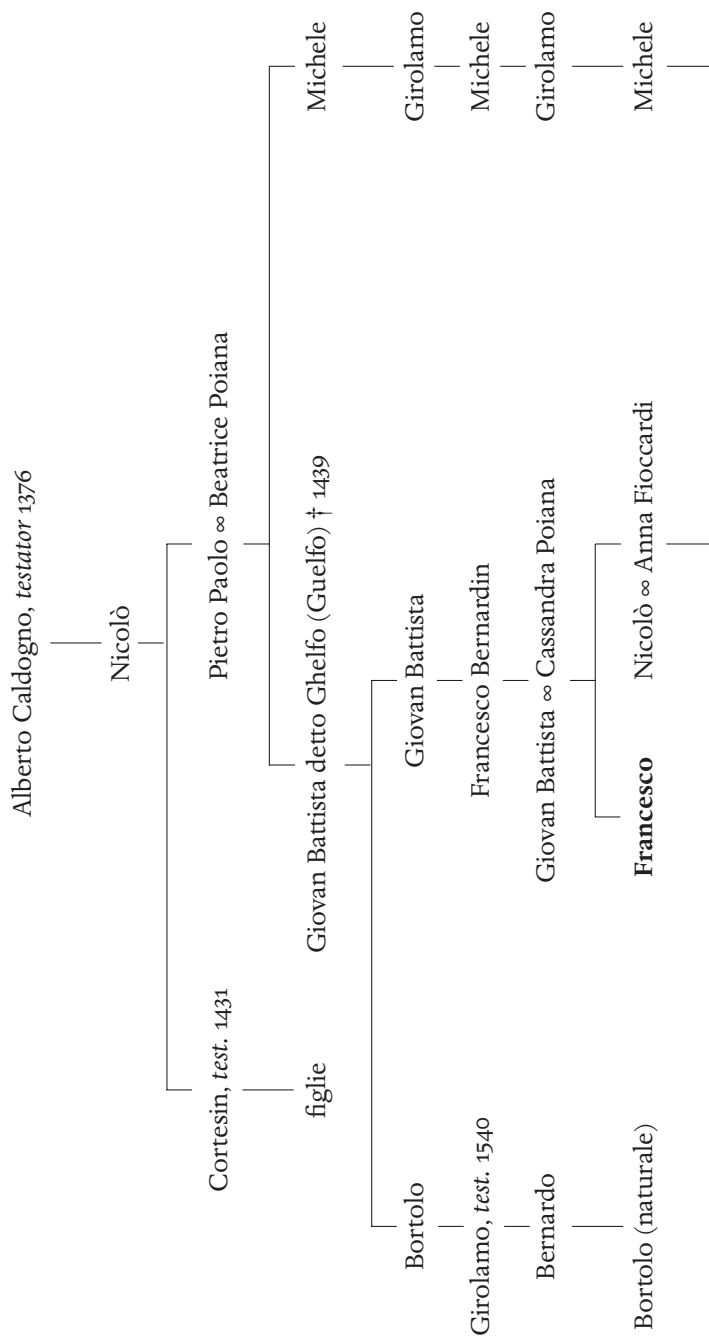 Alberto Caldogno, testator 1376
Nicolò
Cortesin, test. 1431
Pietro Paolo ∞ Beatrice Poiana
figlie
Giovan Battista detto Ghelfo (Guelfo) † 1439
Michele
Bortolo
Giovan Battista
Girolamo
Girolamo, test. 1540
Francesco Bernardin
Michele
Bernardo
Giovan Battista ∞ Cassandra Poiana
Girolamo
Bortolo (naturale)
Francesco
Nicolò ∞ Anna Fioccardi
Michele